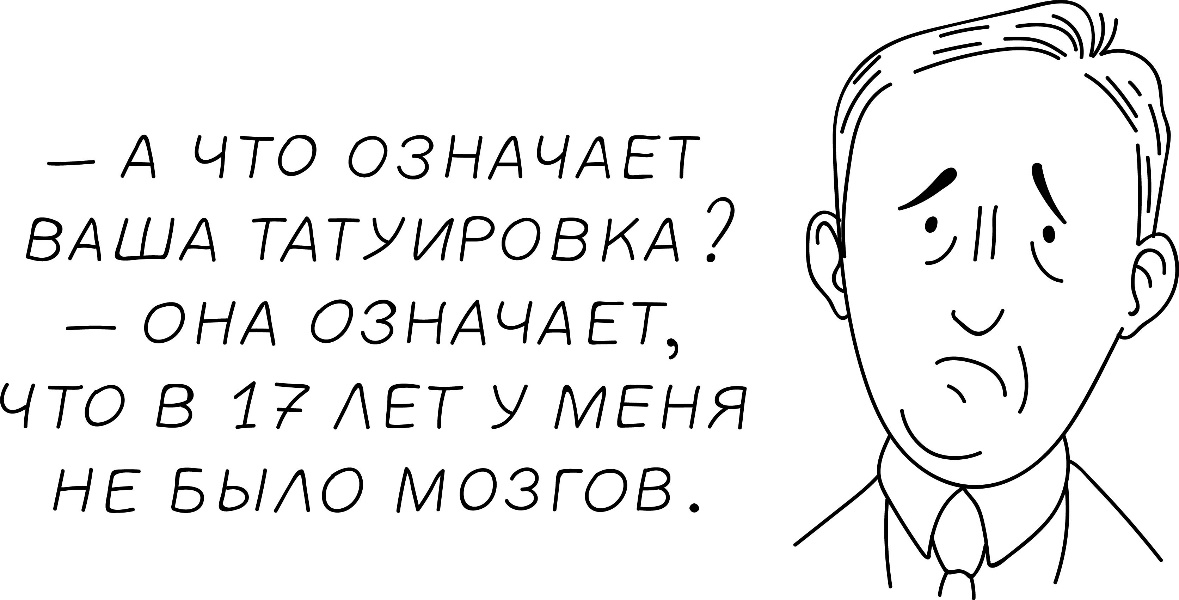 — А ЧТО ОЗНАЧАЕТ
ВАША ТАТУИРОВКА?
— ОНА ОЗНАЧАЕТ,
ЧТО В 17 ЛЕТ У МЕНЯ
НЕ БЫЛО МОЗГОВ.